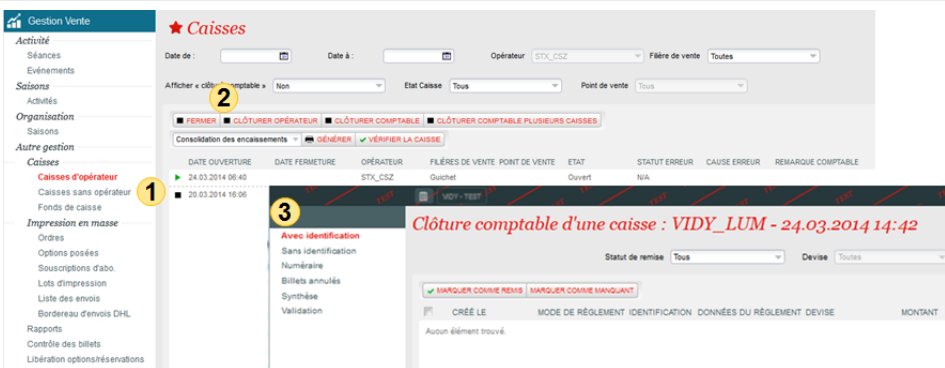 Gestion Vente
Activité
Séances
Evénements
Saisons
Activités
Organisation
Saisons
Autre gestion
Caisses
Caisses d'opérateur
Caisses sans opérateur
Fonds de caisse
Impression en masse
Ordres
Options posées
Souscriptions d'abo.
Lots d'impression
Liste des envois
Bordereau d'envois DHL
Rapports
Contrôle des billets
Libération options/réservations
1
Caisses
Date de : Date à : Opérateur STX_CSZ Filière de vente Toutes
Afficher « clôt comptable » Non Etat Caisse Tous Point de vente Tous
2
FERMER CLÔTURER OPÉRATEUR CLÔTURER COMPTABLE CLÔTURER COMPTABLE PLUSIEURS CAISSES
Consolidation des encaissements GÉNÉRER VÉRIFIER LA CAISSE
DATE OUVERTURE DATE FERMETURE OPÉRATEUR FILIÈRES DE VENTE POINT DE VENTE ETAT STATUT ERREUR CAUSE ERREUR REMARQUE COMPTABLE
24.03.2014 06:40 STX_CSZ Guichet Ouvert N/A
20.03.2014 16:06
3
VIDY - TEST
TEST TEST TEST
Avec identification
Sans identification
Numéraire
Billets annulés
Synthèse
Validation
Clôture comptable d'une caisse : VIDY_LUM - 24.03.2014 14:42
Statut de remise Tous Devise Toutes
MARQUER COMME REMIS MARQUER COMME MANQUANT
CRÉÉ LE MODE DE RÈGLEMENT IDENTIFICATION DONNÉES DU RÈGLEMENT DEVISE MONTANT
Aucun élément trouvé.